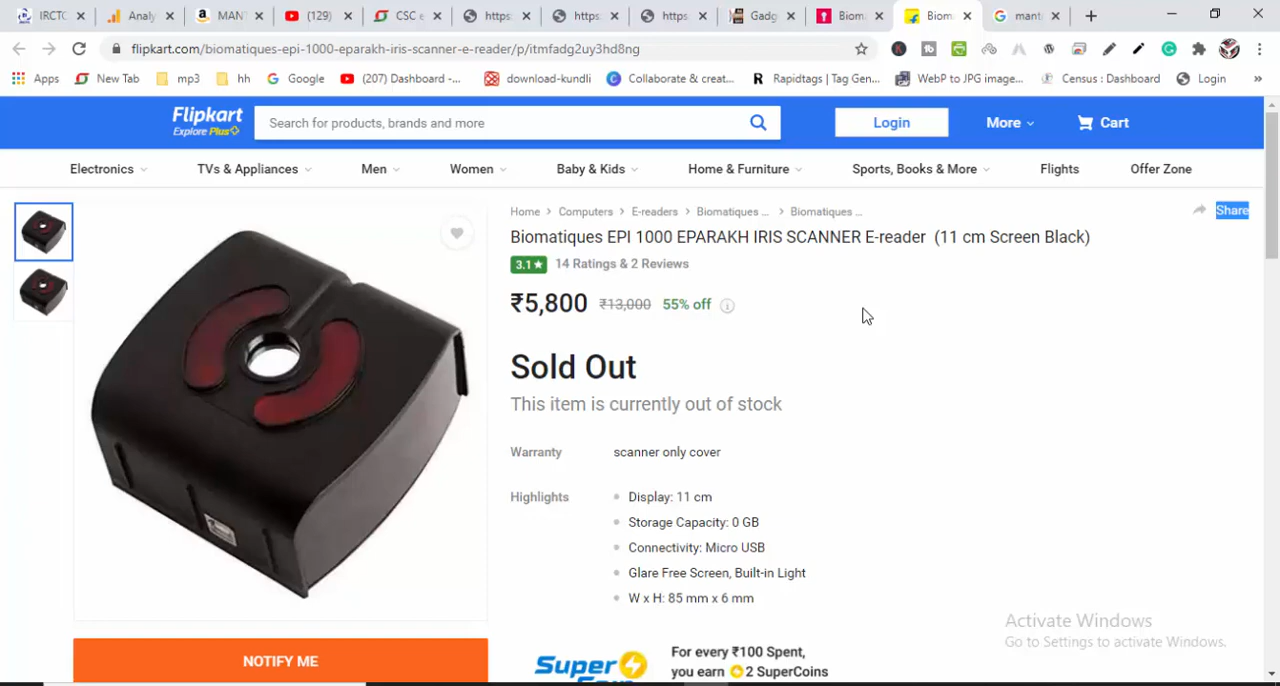 IRCTC
Analy
MAN
(129)
CSC e
https:
https:
https:
Gadg
Biom
Biom
mant
flipkart.com/biomatiques-epi-1000-eparakh-iris-scanner-e-reader/p/itmfadg2uy3hd8ng
Apps
New Tab
mp3
hh
Google
(207) Dashboard -...
download-kundli
Collaborate & creat...
Rapidtags | Tag Gen...
WebP to JPG image...
Census : Dashboard
Login
»
Flipkart
Explore Plus
Search for products, brands and more
Login
More
Cart
Electronics
TVs & Appliances
Men
Women
Baby & Kids
Home & Furniture
Sports, Books & More
Flights
Offer Zone
Home > Computers > E-readers > Biomatiques ... > Biomatiques ...
Share
Biomatiques EPI 1000 EPARAKH IRIS SCANNER E-reader (11 cm Screen Black)
3.1★ 14 Ratings & 2 Reviews
₹5,800 ₹13,000 55% off
Sold Out
This item is currently out of stock
Warranty scanner only cover
Highlights
Display: 11 cm
Storage Capacity: 0 GB
Connectivity: Micro USB
Glare Free Screen, Built-in Light
W x H: 85 mm x 6 mm
Activate Windows
Go to Settings to activate Windows.
NOTIFY ME
Super
For every ₹100 Spent,
you earn 2 SuperCoins